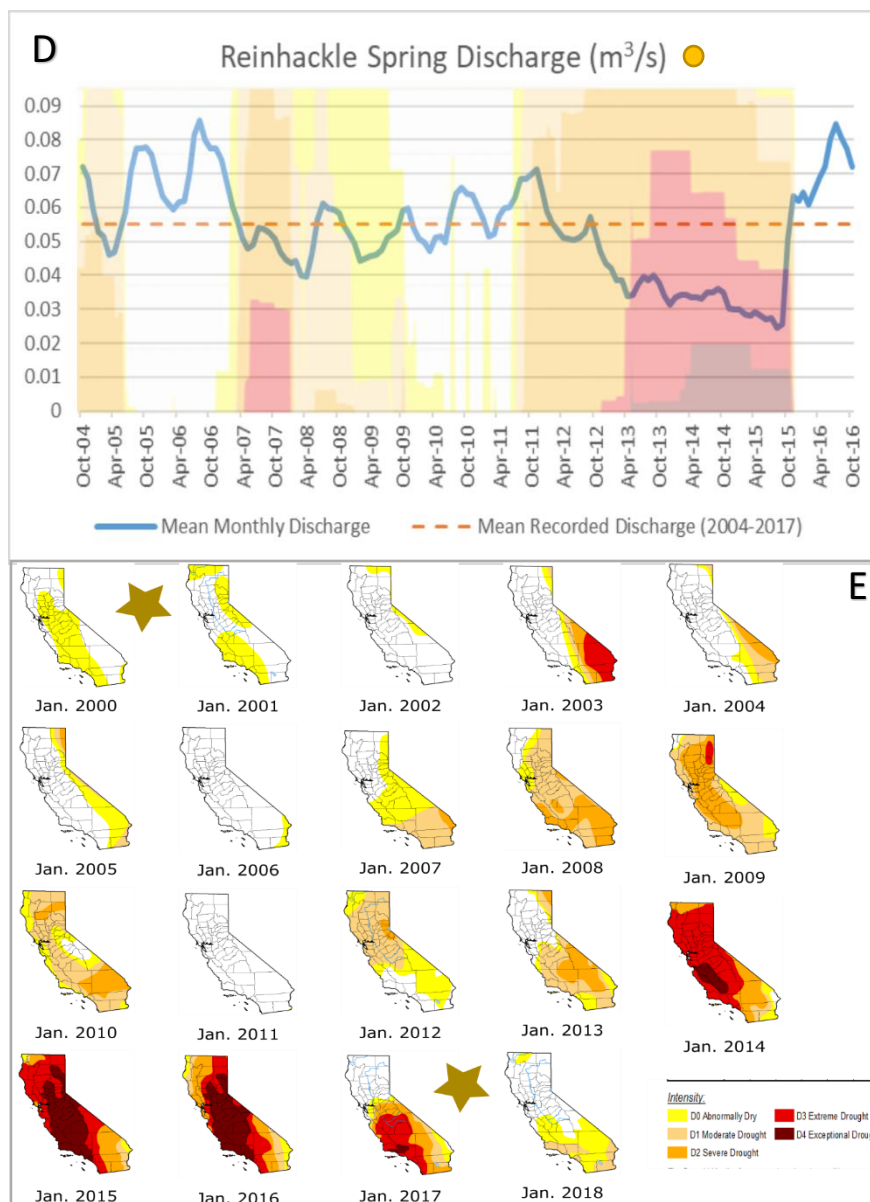 D
Reinhackle Spring Discharge (m³/s)
0.09
0.08
0.07
0.06
0.05
0.04
0.03
0.02
0.01
0
Oct-04
Apr-05
Oct-05
Apr-06
Oct-06
Apr-07
Oct-07
Apr-08
Oct-08
Apr-09
Oct-09
Apr-10
Oct-10
Apr-11
Oct-11
Apr-12
Oct-12
Apr-13
Oct-13
Apr-14
Oct-14
Apr-15
Oct-15
Apr-16
Oct-16
Mean Monthly Discharge
Mean Recorded Discharge (2004-2017)
E
Jan. 2000
Jan. 2001
Jan. 2002
Jan. 2003
Jan. 2004
Jan. 2005
Jan. 2006
Jan. 2007
Jan. 2008
Jan. 2009
Jan. 2010
Jan. 2011
Jan. 2012
Jan. 2013
Jan. 2014
Jan. 2015
Jan. 2016
Jan. 2017
Jan. 2018
Intensity:
D0 Abnormally Dry
D1 Moderate Drought
D2 Severe Drought
D3 Extreme Drought
D4 Exceptional Droug